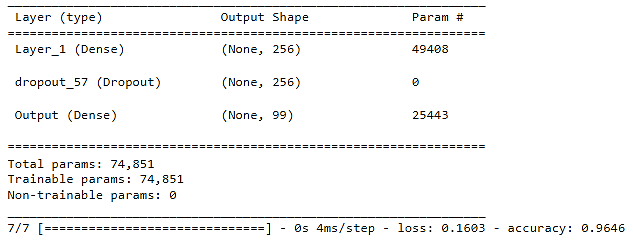 _________________________________________________________________
Layer (type) Output Shape Param #
=================================================================
Layer_1 (Dense) (None, 256) 49408
dropout_57 (Dropout) (None, 256) 0
Output (Dense) (None, 99) 25443
=================================================================
Total params: 74,851
Trainable params: 74,851
Non-trainable params: 0
_________________________________________________________________
7/7 [==============================] - 0s 4ms/step - loss: 0.1603 - accuracy: 0.9646